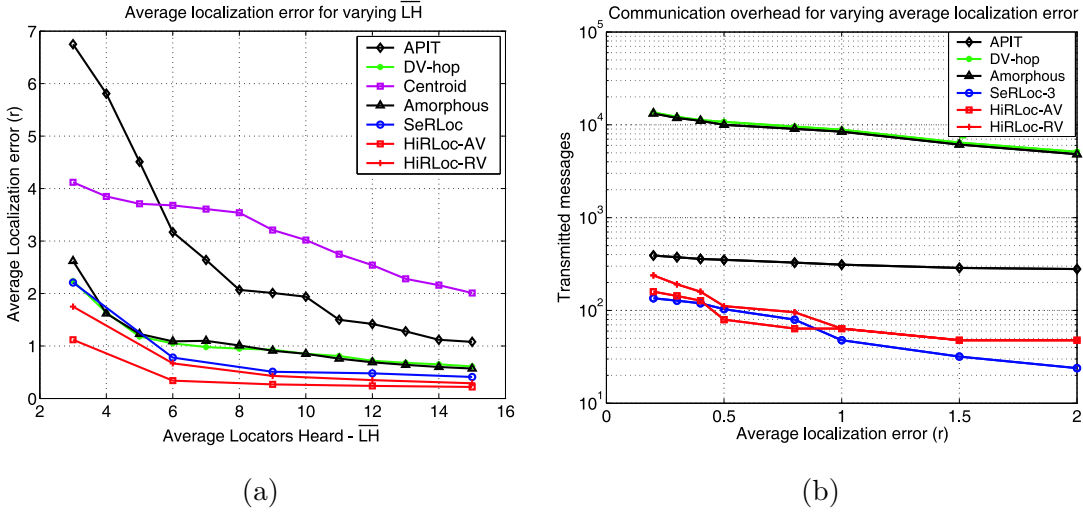 Average localization error for varying LH
7
6
5
4
3
2
1
0
2
4
6
8
10
12
14
16
Average Localization error (r)
Average Locators Heard - LH
APIT
DV-hop
Centroid
Amorphous
SeRLoc
HiRLoc-AV
HiRLoc-RV
(a)
Communication overhead for varying average localization error
10^5
10^4
10^3
10^2
10^1
0
0.5
1
1.5
2
Transmitted messages
Average localization error (r)
APIT
DV-hop
Amorphous
SeRLoc-3
HiRLoc-AV
HiRLoc-RV
(b)